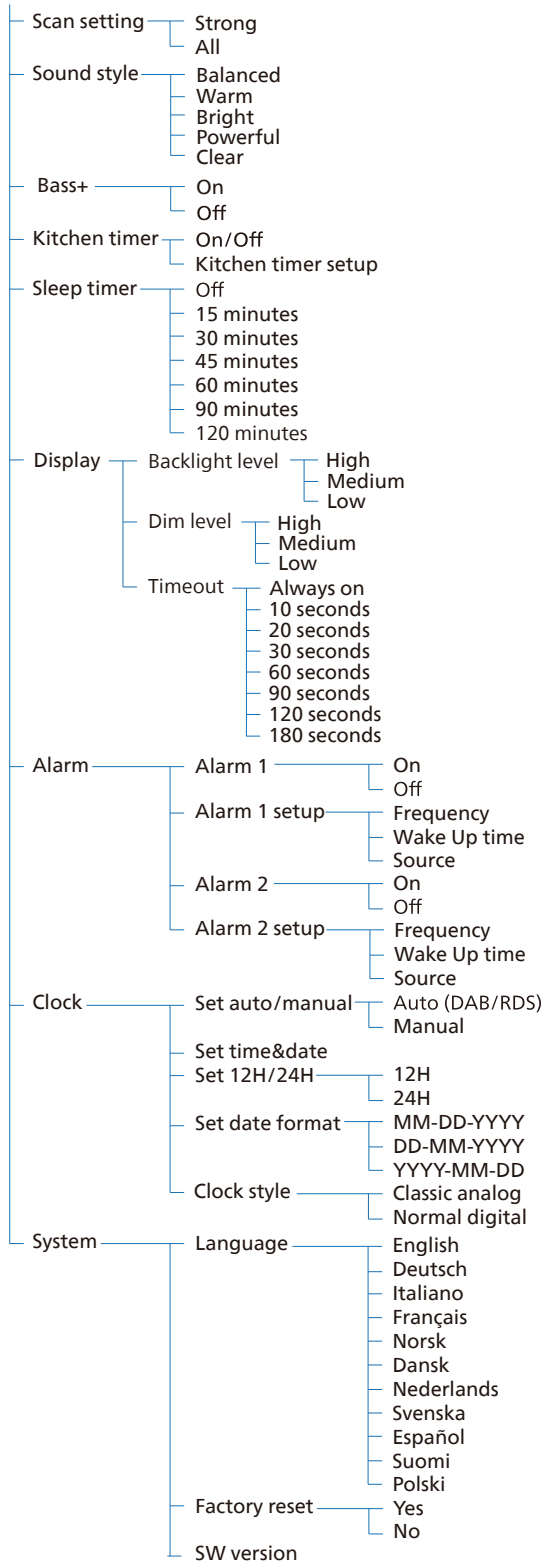 Scan setting Strong
All
Sound style Balanced
Warm
Bright
Powerful
Clear
Bass+ On
Off
Kitchen timer On/Off
Kitchen timer setup
Sleep timer Off
15 minutes
30 minutes
45 minutes
60 minutes
90 minutes
120 minutes
Display Backlight level High
Medium
Low
Dim level High
Medium
Low
Timeout Always on
10 seconds
20 seconds
30 seconds
60 seconds
90 seconds
120 seconds
180 seconds
Alarm Alarm 1 On
Off
Alarm 1 setup Frequency
Wake Up time
Source
Alarm 2 On
Off
Alarm 2 setup Frequency
Wake Up time
Source
Clock Set auto/manual Auto (DAB/RDS)
Manual
Set time&date
Set 12H/24H 12H
24H
Set date format MM-DD-YYYY
DD-MM-YYYY
YYYY-MM-DD
Clock style Classic analog
Normal digital
System Language English
Deutsch
Italiano
Français
Norsk
Dansk
Nederlands
Svenska
Español
Suomi
Polski
Factory reset Yes
No
SW version